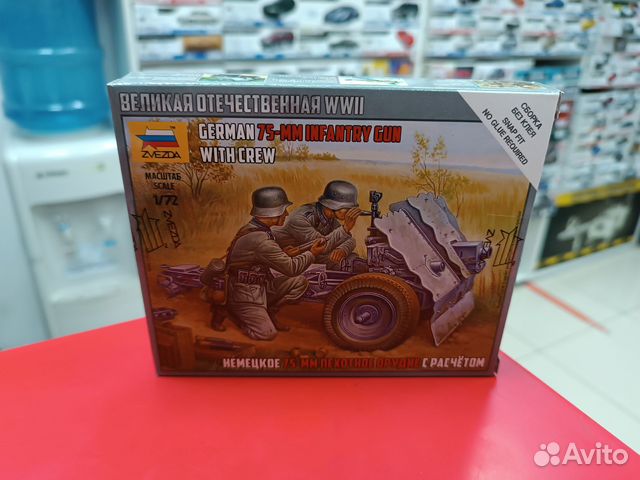 ВЕЛИКАЯ ОТЕЧЕСТВЕННАЯ WWII
СБОРКА
БЕЗ КЛЕЯ
SNAP FIT
NO GLUE REQUIRED
ZVEZDA
GERMAN 75-MM INFANTRY GUN
WITH CREW
МАСШТАБ
SCALE
1/72
ZVEZDA
НЕМЕЦКОЕ 75-ММ ПЕХОТНОЕ ОРУДИЕ С РАСЧЁТОМ
Avito